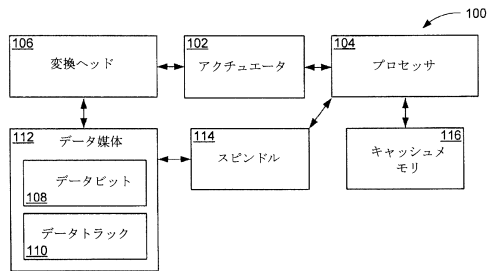 100
106
変換ヘッド
102
アクチュエータ
104
プロセッサ
112
データ媒体
データビット
108
データトラック
110
114
スピンドル
116
キャッシュメ
モリ